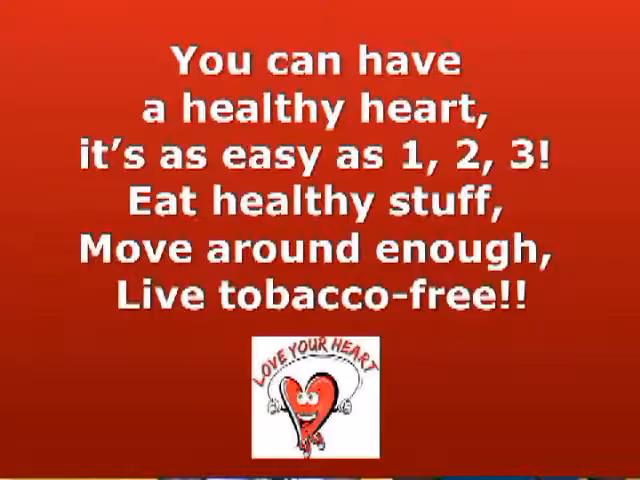 You can have
a healthy heart,
it's as easy as 1, 2, 3!
Eat healthy stuff,
Move around enough,
Live tobacco-free!!
LOVE YOUR HEART